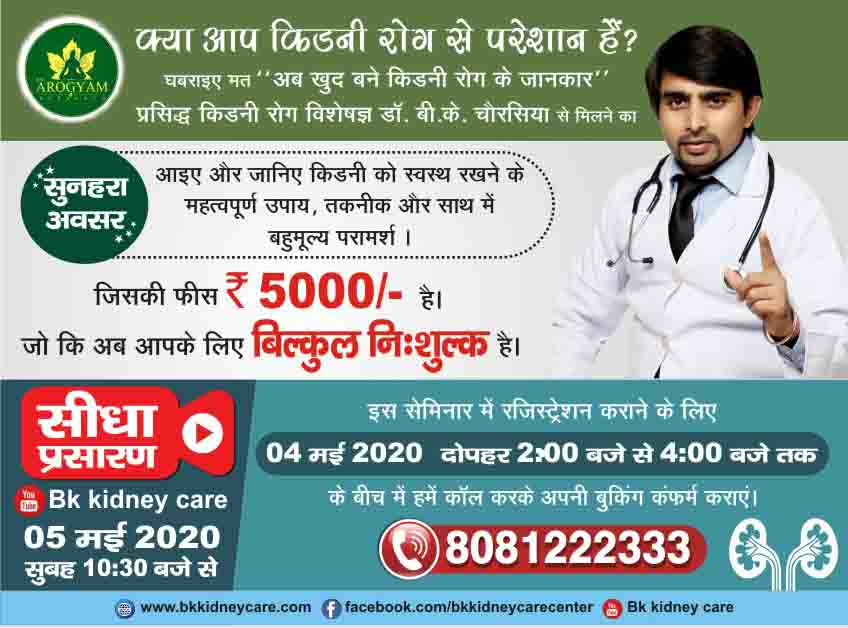 क्या आप किडनी रोग से परेशान हैं?
घबराइए मत ‘‘अब खुद बने किडनी रोग के जानकार’’
प्रसिद्ध किडनी रोग विशेषज्ञ डॉ. बी.के. चौरसिया से मिलने का
AROGYAM
सुनहरा
अवसर
आइए और जानिए किडनी को स्वस्थ रखने के
महत्वपूर्ण उपाय, तकनीक और साथ में
बहुमूल्य परामर्श ।
जिसकी फीस ₹ 5000/- है।
जो कि अब आपके लिए बिल्कुल निःशुल्क है।
सीधा
प्रसारण
You Tube Bk kidney care
05 मई 2020
सुबह 10:30 बजे से
इस सेमिनार में रजिस्ट्रेशन कराने के लिए
04 मई 2020 दोपहर 2:00 बजे से 4:00 बजे तक
के बीच में हमें कॉल करके अपनी बुकिंग कंफर्म कराएं।
8081222333
www.bkkidneycare.com facebook.com/bkkidneycarecenter You Tube Bk kidney care